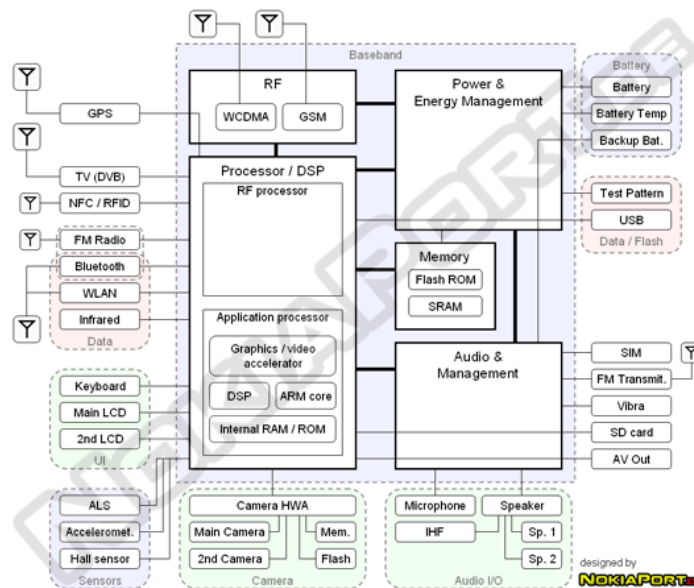 Baseband
RF
WCDMA
GSM
Power &
Energy Management
Battery
Battery
Battery Temp
Backup Bat.
GPS
TV (DVB)
NFC / RFID
FM Radio
Bluetooth
WLAN
Infrared
Data
Processor / DSP
RF processor
Application processor
Graphics / video
accelerator
DSP
ARM core
Internal RAM / ROM
Memory
Flash ROM
SRAM
Test Pattern
USB
Data / Flash
Audio &
Management
SIM
FM Transmit.
Vibra
SD card
AV Out
Keyboard
Main LCD
2nd LCD
UI
ALS
Acceleromet.
Hall sensor
Sensors
Camera HWA
Main Camera
Mem.
2nd Camera
Flash
Camera
Microphone
Speaker
IHF
Sp. 1
Sp. 2
Audio I/O
designed by